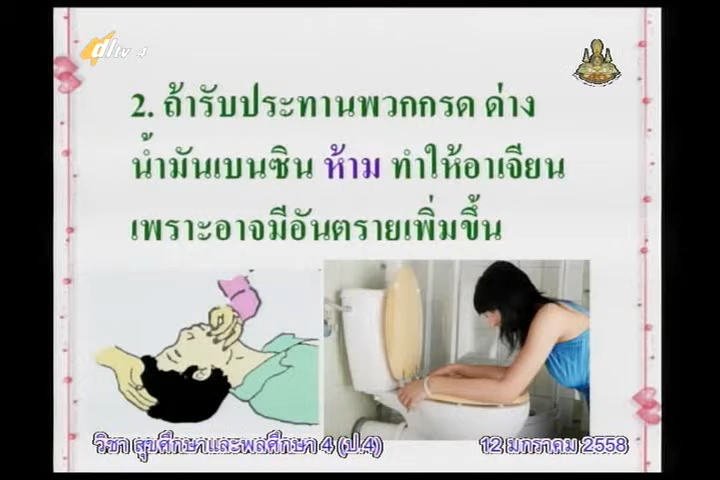 dltv 4
2. ถ้ารับประทานพวกกรด ด่าง
น้ำมันเบนซิน ห้าม ทำให้อาเจียน
เพราะอาจมีอันตรายเพิ่มขึ้น
วิชา สุขศึกษาและพลศึกษา 4 (ป.4)
12 มกราคม 2558